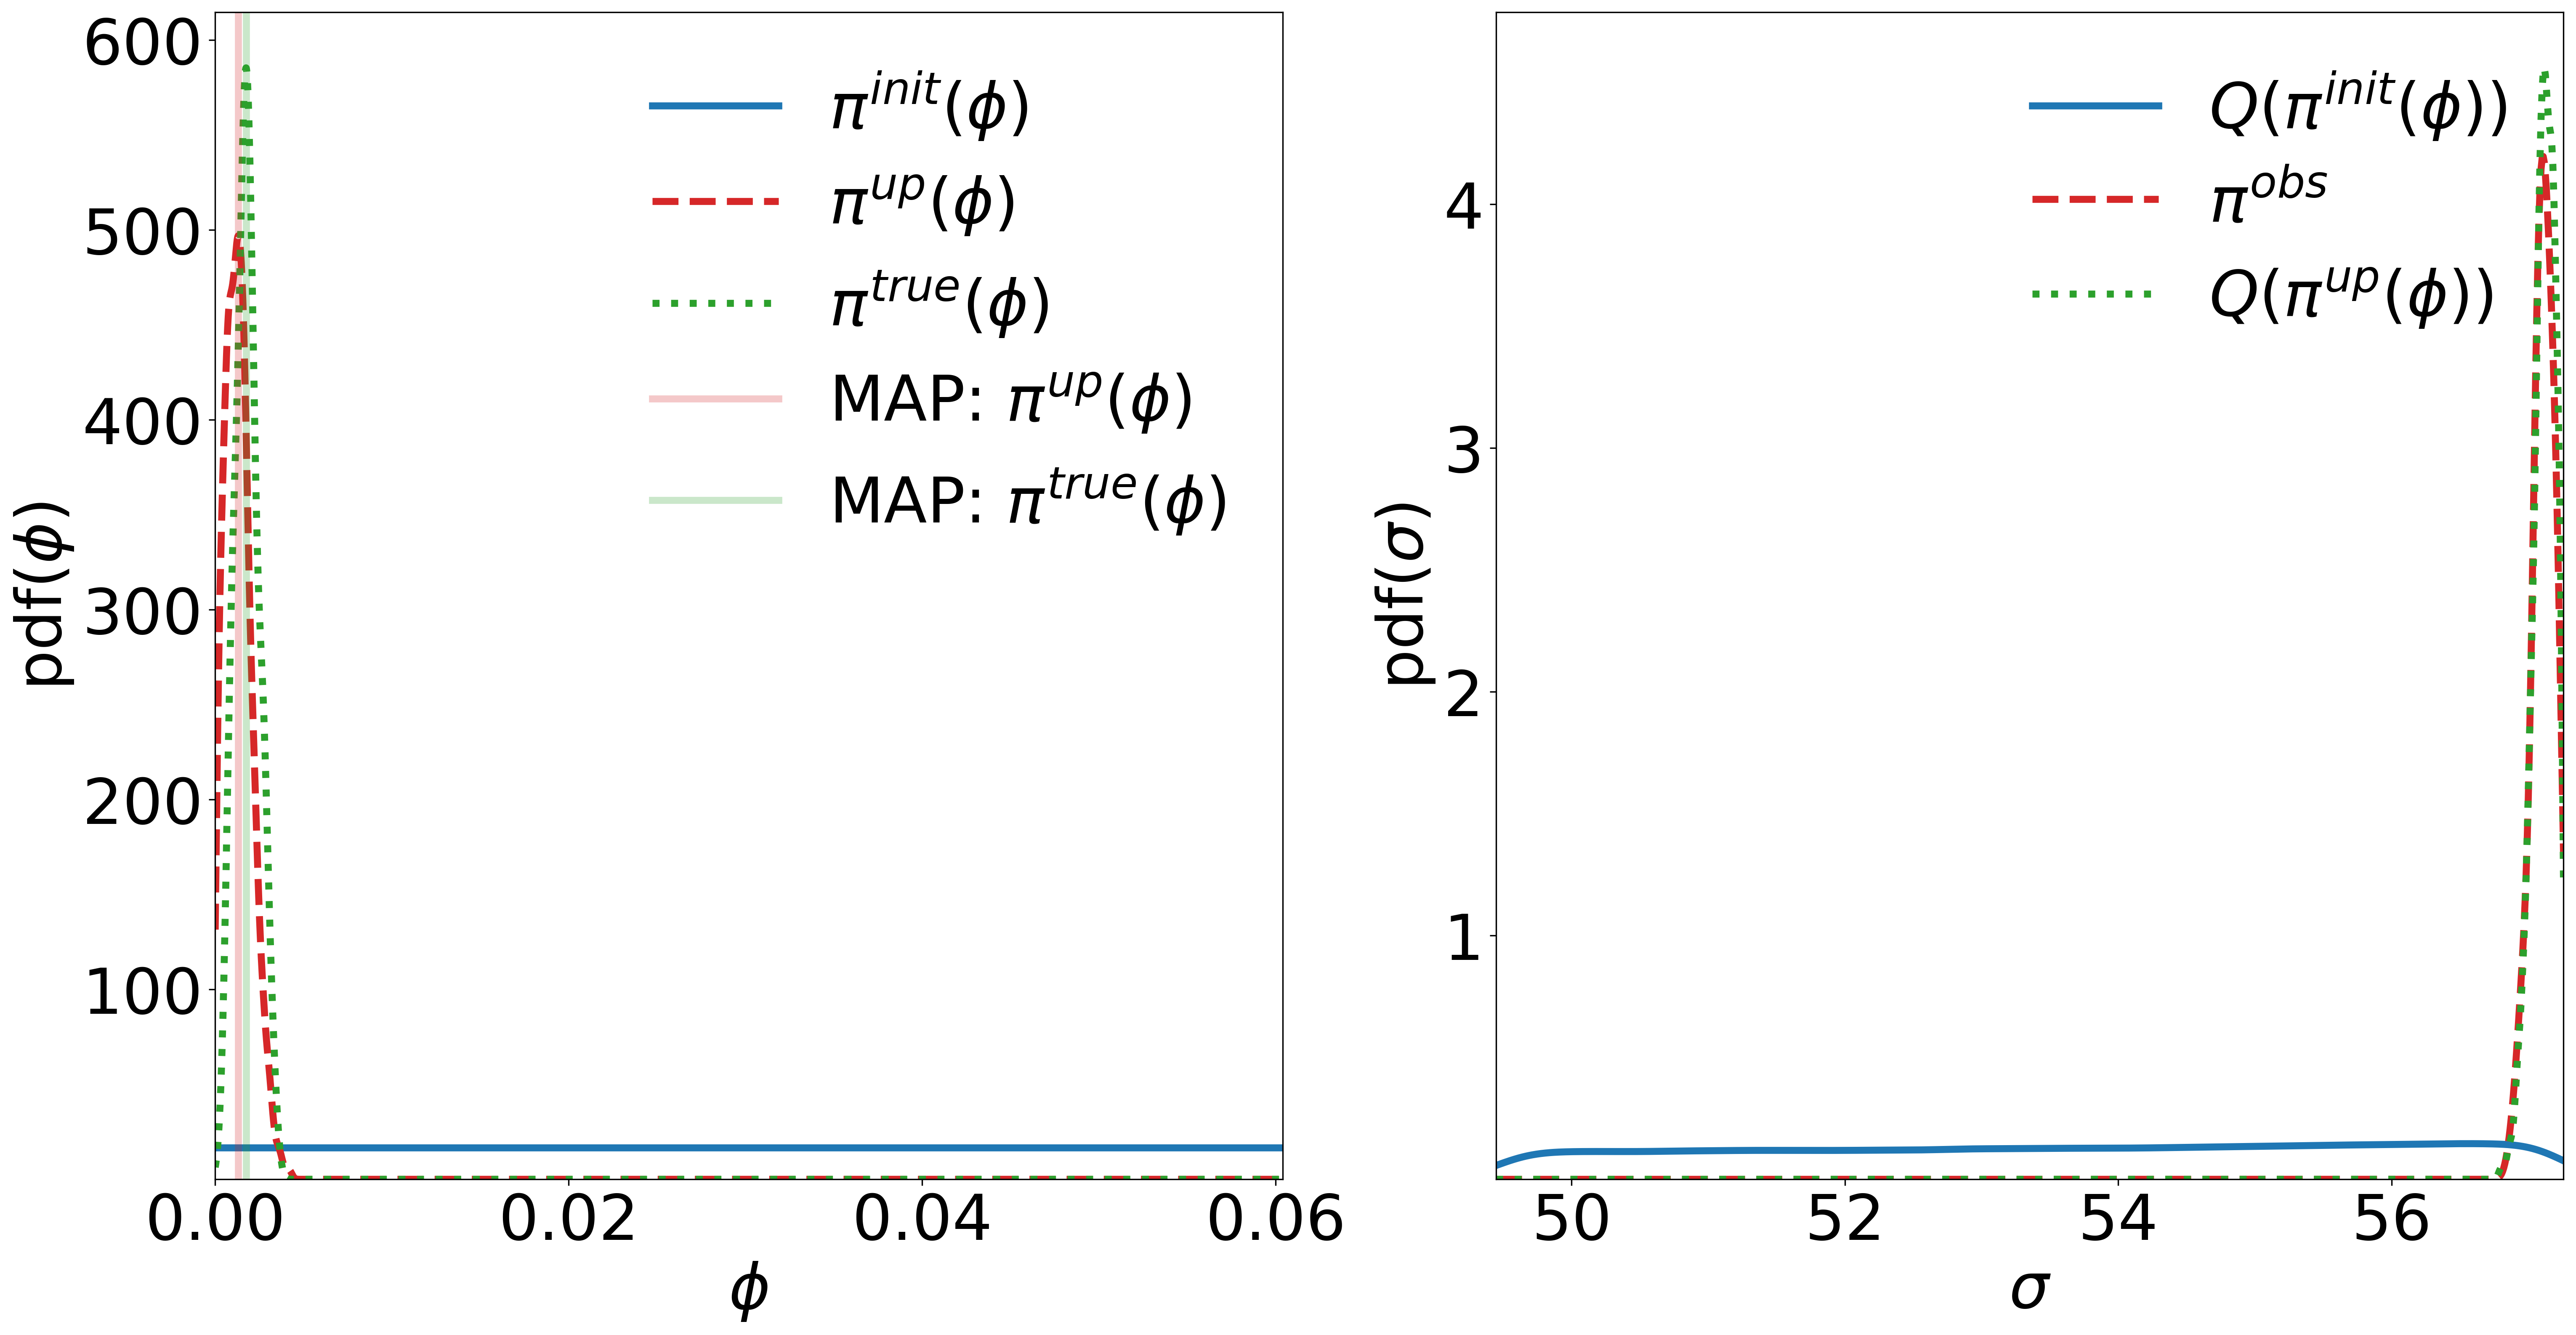 600
500
400
300
200
100
pdf(ϕ)
π^{init}(ϕ)
π^{up}(ϕ)
π^{true}(ϕ)
MAP: π^{up}(ϕ)
MAP: π^{true}(ϕ)
0.00 0.02 0.04 0.06
ϕ
4
3
2
1
pdf(σ)
Q(π^{init}(ϕ))
π^{obs}
Q(π^{up}(ϕ))
50 52 54 56
σ